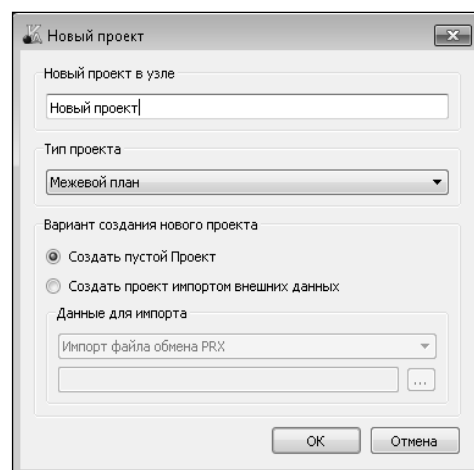 Новый проект
Новый проект в узле
Новый проект
Тип проекта
Межевой план
Вариант создания нового проекта
Создать пустой Проект
Создать проект импортом внешних данных
Данные для импорта
Импорт файла обмена PRX
...
ОК Отмена